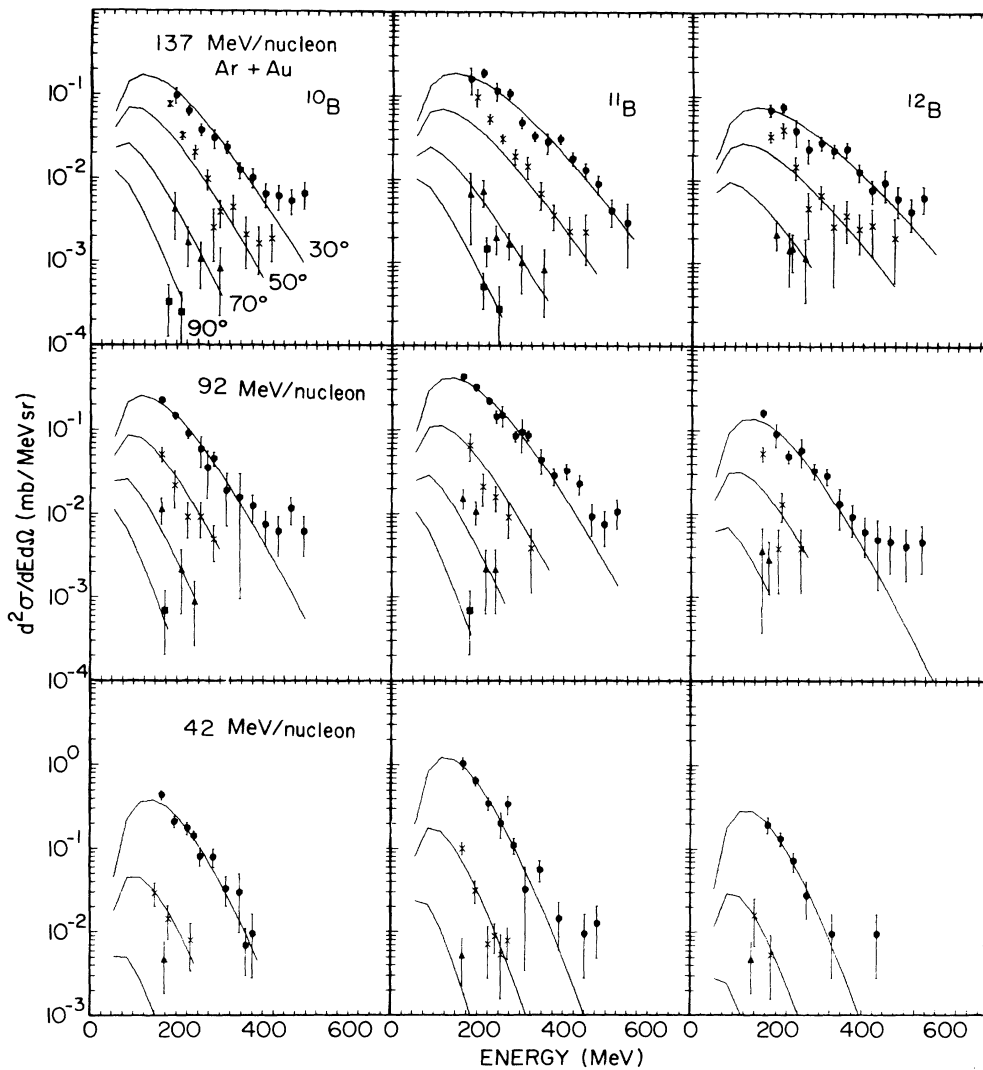 137 MeV/nucleon
Ar + Au
¹⁰B
¹¹B
¹²B
10⁻¹
10⁻²
10⁻³
10⁻⁴
30°
50°
70°
90°
92 MeV/nucleon
10⁻¹
10⁻²
10⁻³
10⁻⁴
42 MeV/nucleon
10⁰
10⁻¹
10⁻²
10⁻³
d²σ/dEdΩ (mb/MeVsr)
0 200 400 600 0 200 400 600 0 200 400 600
ENERGY (MeV)